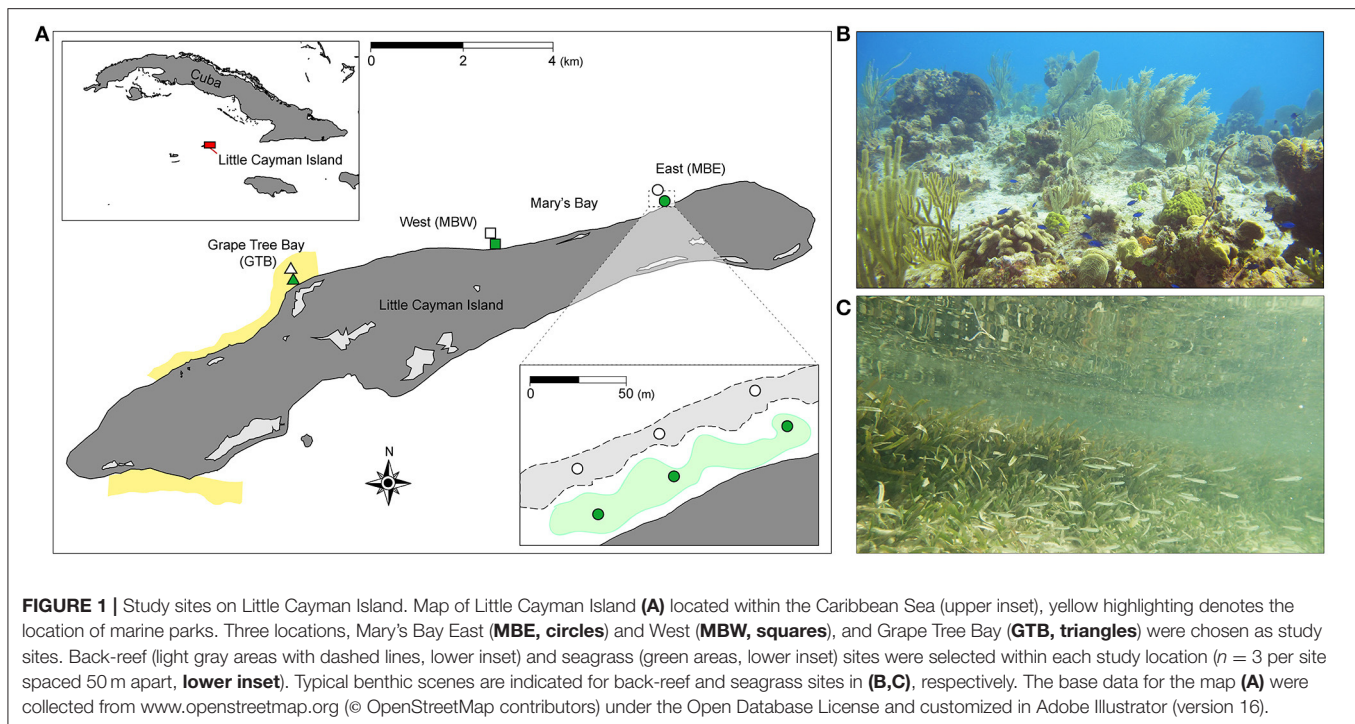 A
Cuba
Little Cayman Island
0 2 4 (km)
East (MBE)
Mary's Bay
West (MBW)
Grape Tree Bay
(GTB)
Little Cayman Island
N
0 50 (m)
B
C
FIGURE 1 | Study sites on Little Cayman Island. Map of Little Cayman Island (A) located within the Caribbean Sea (upper inset), yellow highlighting denotes the
location of marine parks. Three locations, Mary's Bay East (MBE, circles) and West (MBW, squares), and Grape Tree Bay (GTB, triangles) were chosen as study
sites. Back-reef (light gray areas with dashed lines, lower inset) and seagrass (green areas, lower inset) sites were selected within each study location (n = 3 per site
spaced 50 m apart, lower inset). Typical benthic scenes are indicated for back-reef and seagrass sites in (B,C), respectively. The base data for the map (A) were
collected from www.openstreetmap.org (© OpenStreetMap contributors) under the Open Database License and customized in Adobe Illustrator (version 16).